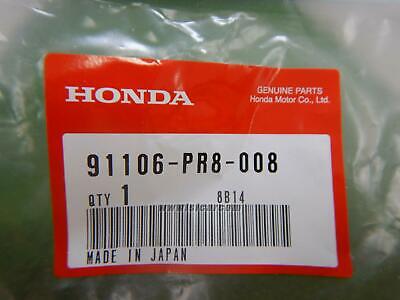 HONDA
GENUINE PARTS
Honda Motor Co., Ltd.
91106-PR8-008
QTY 1
8B14
MADE IN JAPAN